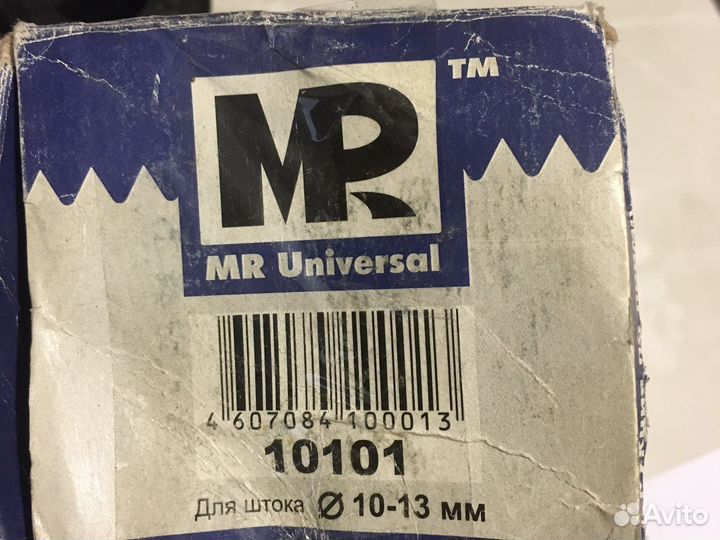 MR TM
MR Universal
4 607084 100013
10101
Для штока Ø 10-13 мм
Avito